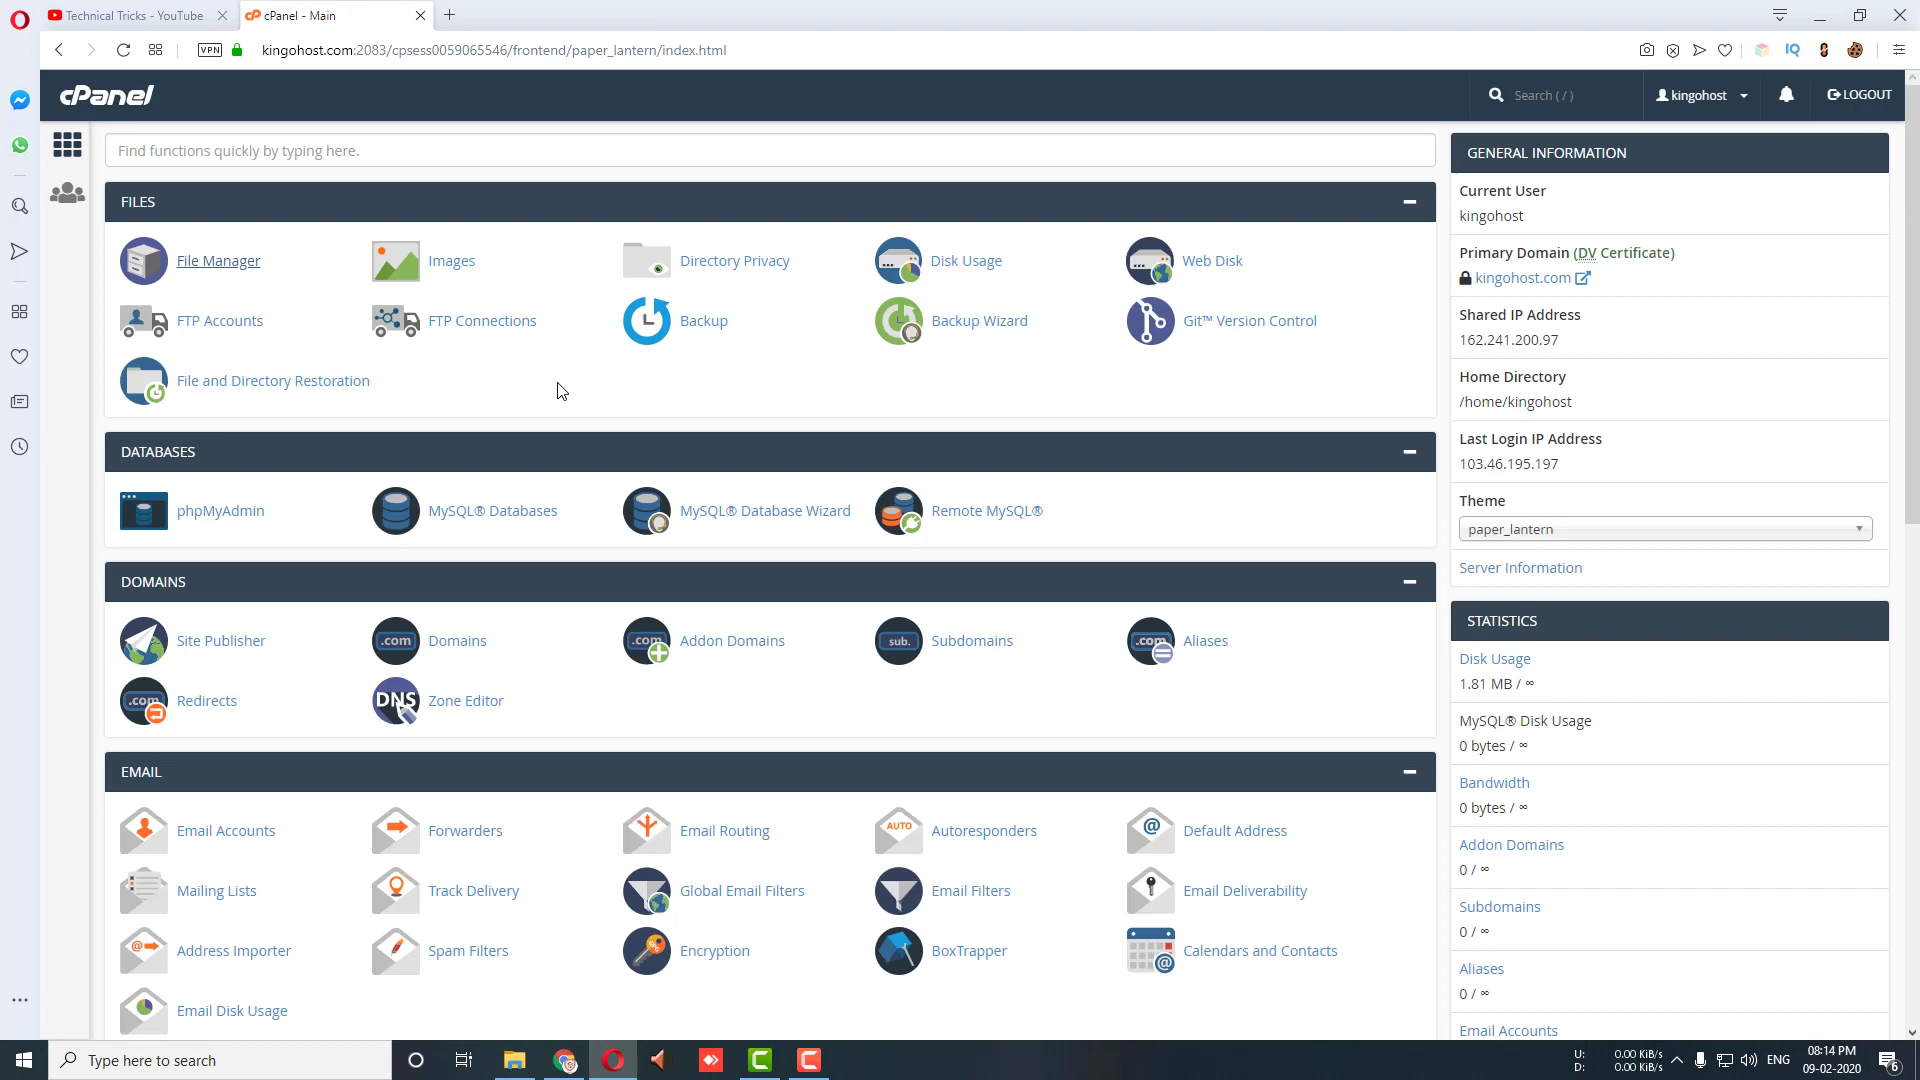 Technical Tricks - YouTube
cPanel - Main
VPN
kingohost.com:2083/cpsess0059065546/frontend/paper_lantern/index.html
IQ
cPanel
Search ( / )
kingohost
LOGOUT
Find functions quickly by typing here.
FILES
File Manager
Images
Directory Privacy
Disk Usage
Web Disk
FTP Accounts
FTP Connections
Backup
Backup Wizard
Git™ Version Control
File and Directory Restoration
DATABASES
phpMyAdmin
MySQL® Databases
MySQL® Database Wizard
Remote MySQL®
DOMAINS
Site Publisher
.com
Domains
.com
Addon Domains
sub.
Subdomains
.com
Aliases
.com
Redirects
DNS
Zone Editor
EMAIL
Email Accounts
Forwarders
Email Routing
AUTO
Autoresponders
@
Default Address
Mailing Lists
Track Delivery
Global Email Filters
Email Filters
Email Deliverability
@
Address Importer
Spam Filters
Encryption
BoxTrapper
@
Calendars and Contacts
Email Disk Usage
GENERAL INFORMATION
Current User
kingohost
Primary Domain (DV Certificate)
kingohost.com
Shared IP Address
162.241.200.97
Home Directory
/home/kingohost
Last Login IP Address
103.46.195.197
Theme
paper_lantern
Server Information
STATISTICS
Disk Usage
1.81 MB / ∞
MySQL® Disk Usage
0 bytes / ∞
Bandwidth
0 bytes / ∞
Addon Domains
0 / ∞
Subdomains
0 / ∞
Aliases
0 / ∞
Email Accounts
Type here to search
U: 0.00 KiB/s
D: 0.00 KiB/s
ENG
08:14 PM
09-02-2020
6